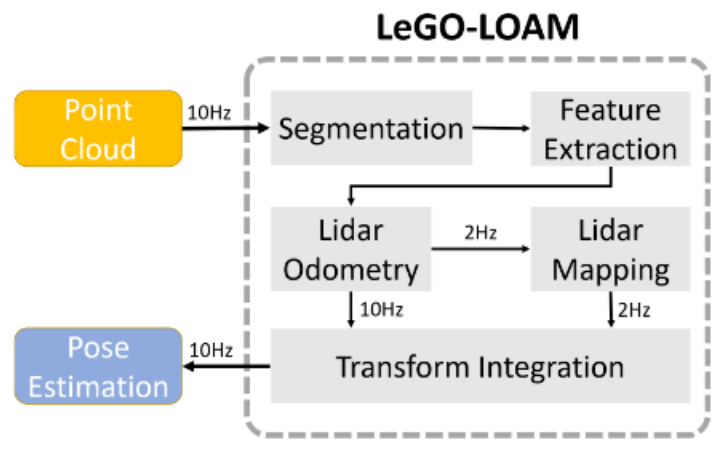 LeGO-LOAM
Point
Cloud
10Hz
Segmentation
Feature
Extraction
Lidar
Odometry
2Hz
Lidar
Mapping
10Hz
2Hz
Pose
Estimation
10Hz
Transform Integration